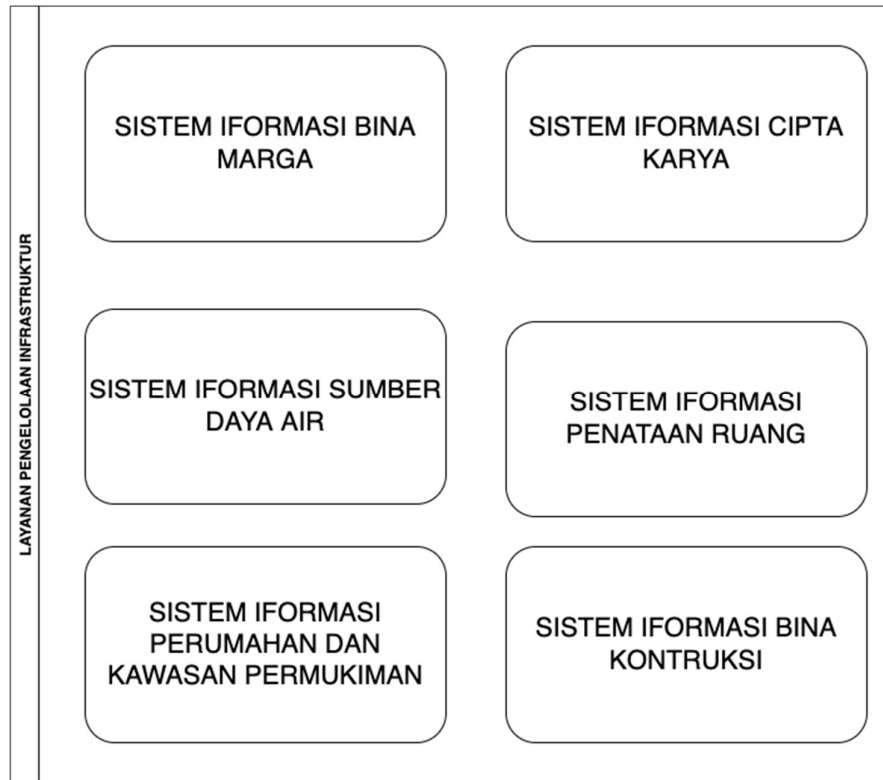 LAYANAN PENGELOLAAN INFRASTRUKTUR
SISTEM IFORMASI BINA
MARGA
SISTEM IFORMASI CIPTA
KARYA
SISTEM IFORMASI SUMBER
DAYA AIR
SISTEM IFORMASI
PENATAAN RUANG
SISTEM IFORMASI
PERUMAHAN DAN
KAWASAN PERMUKIMAN
SISTEM IFORMASI BINA
KONTRUKSI